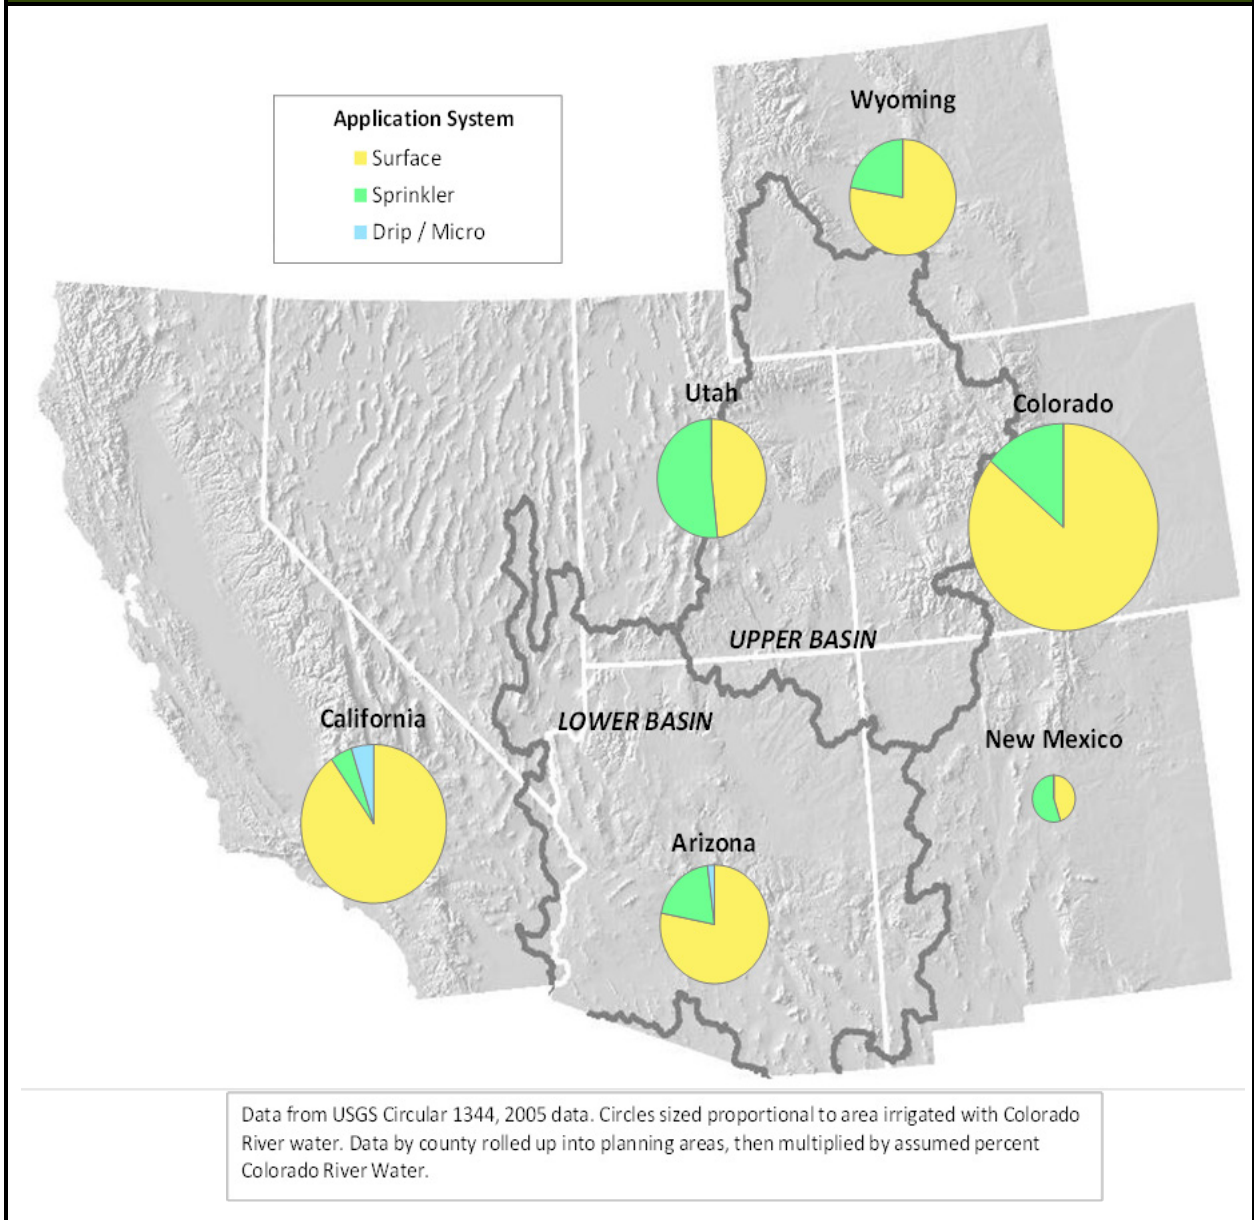 Application System
Surface
Sprinkler
Drip / Micro
Wyoming
Utah
Colorado
UPPER BASIN
California
LOWER BASIN
New Mexico
Arizona
Data from USGS Circular 1344, 2005 data. Circles sized proportional to area irrigated with Colorado
River water. Data by county rolled up into planning areas, then multiplied by assumed percent
Colorado River Water.